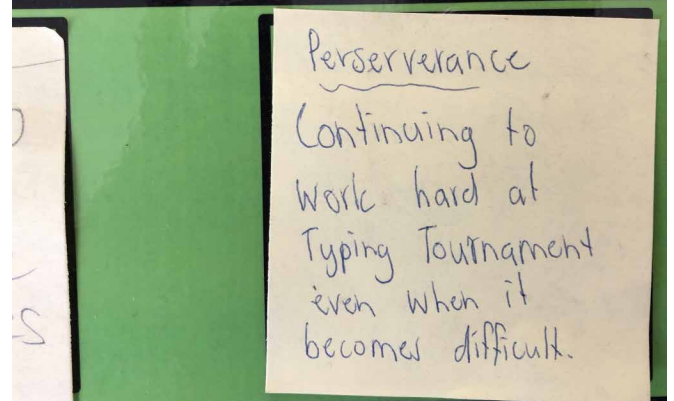 Perserverance
Continuing to
work hard at
Typing Tournament
even when it
becomes difficult.